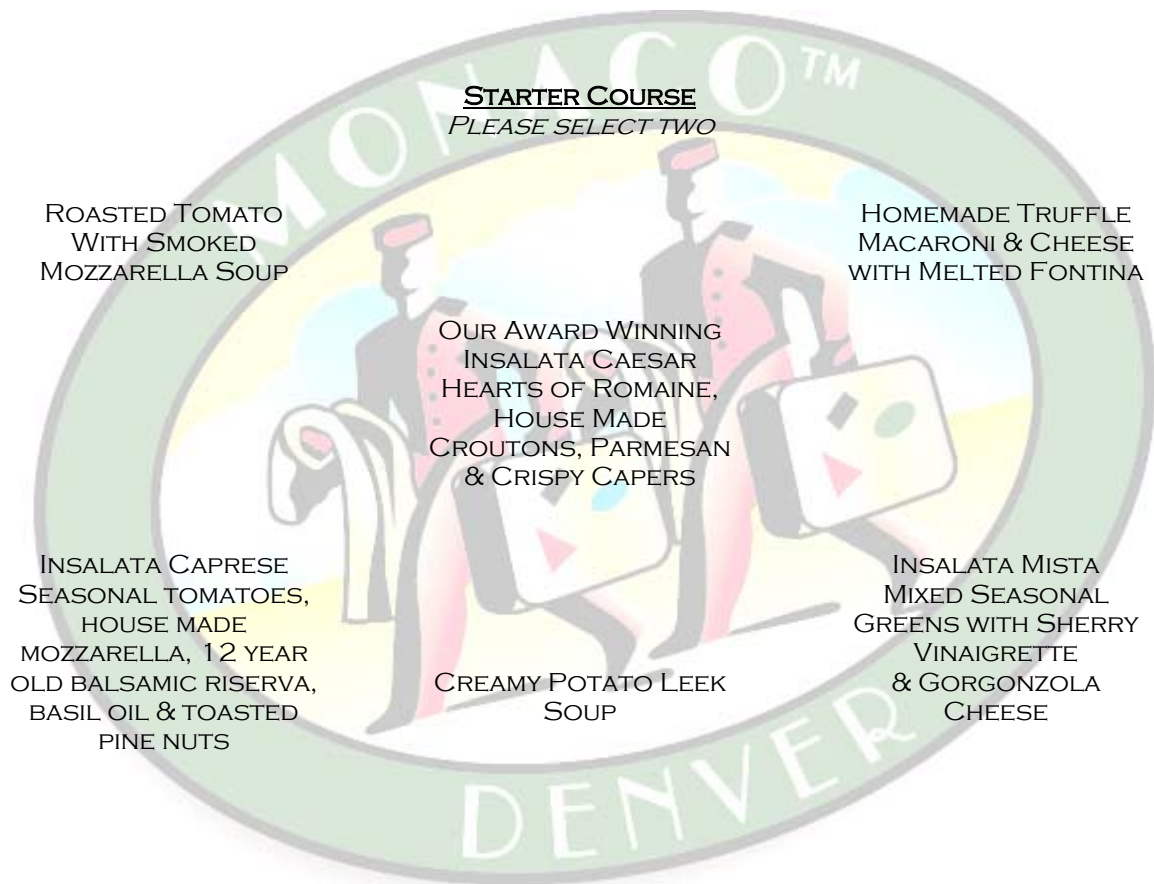 MONACO™
STARTER COURSE
PLEASE SELECT TWO
ROASTED TOMATO
WITH SMOKED
MOZZARELLA SOUP
HOMEMADE TRUFFLE
MACARONI & CHEESE
WITH MELTED FONTINA
OUR AWARD WINNING
INSALATA CAESAR
HEARTS OF ROMAINE,
HOUSE MADE
CROUTONS, PARMESAN
& CRISPY CAPERS
INSALATA CAPRESE
SEASONAL TOMATOES,
HOUSE MADE
MOZZARELLA, 12 YEAR
OLD BALSAMIC RISERVA,
BASIL OIL & TOASTED
PINE NUTS
CREAMY POTATO LEEK
SOUP
INSALATA MISTA
MIXED SEASONAL
GREENS WITH SHERRY
VINAIGRETTE
& GORGONZOLA
CHEESE
DENVER